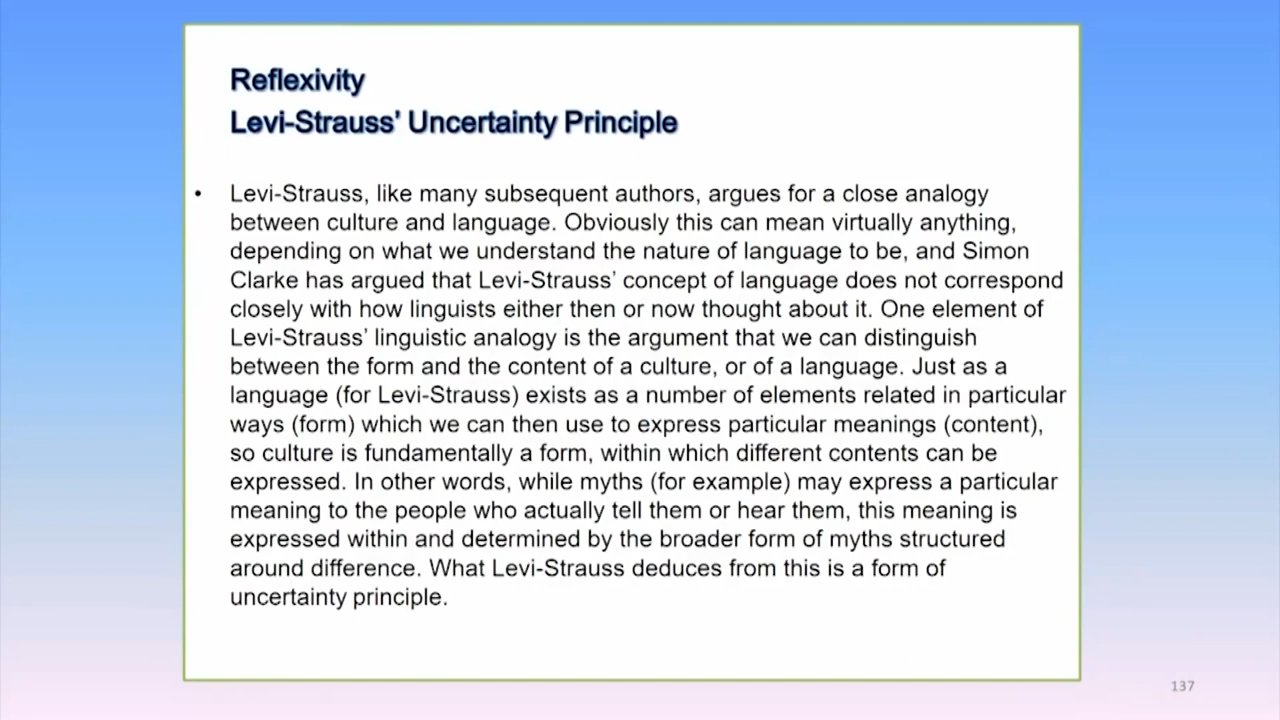 Reflexivity
Levi-Strauss’ Uncertainty Principle
• Levi-Strauss, like many subsequent authors, argues for a close analogy
between culture and language. Obviously this can mean virtually anything,
depending on what we understand the nature of language to be, and Simon
Clarke has argued that Levi-Strauss’ concept of language does not correspond
closely with how linguists either then or now thought about it. One element of
Levi-Strauss’ linguistic analogy is the argument that we can distinguish
between the form and the content of a culture, or of a language. Just as a
language (for Levi-Strauss) exists as a number of elements related in particular
ways (form) which we can then use to express particular meanings (content),
so culture is fundamentally a form, within which different contents can be
expressed. In other words, while myths (for example) may express a particular
meaning to the people who actually tell them or hear them, this meaning is
expressed within and determined by the broader form of myths structured
around difference. What Levi-Strauss deduces from this is a form of
uncertainty principle.
137